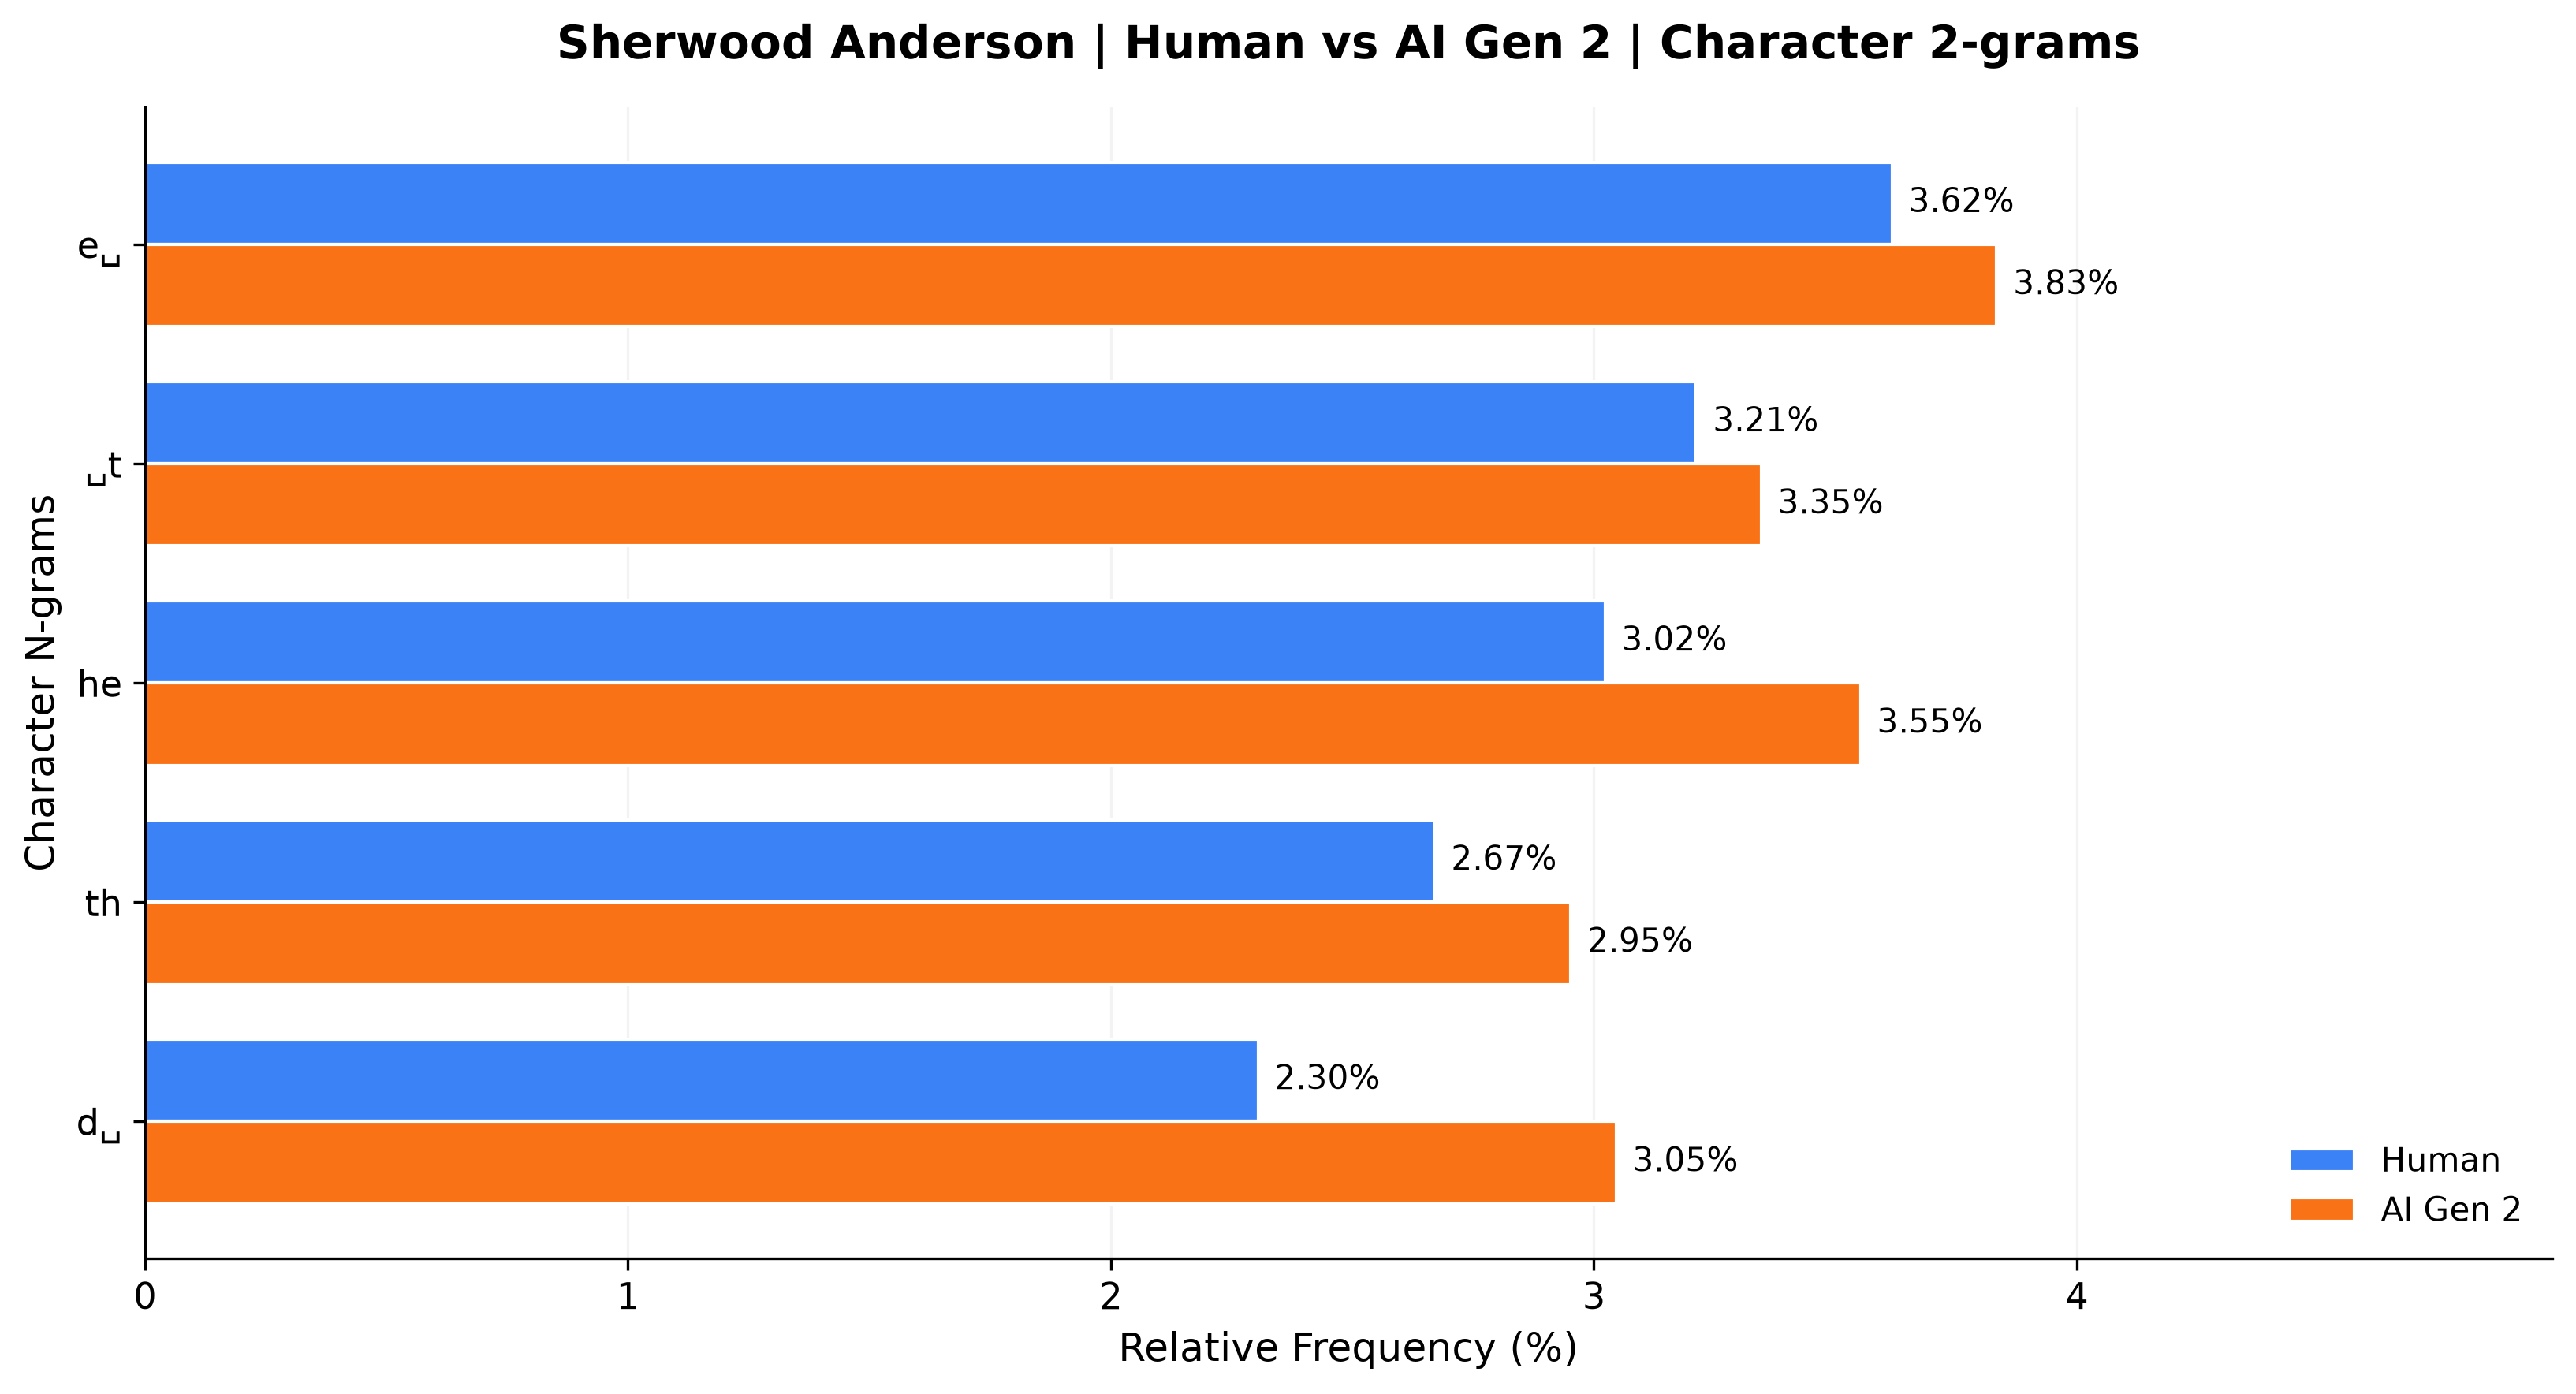 Sherwood Anderson | Human vs AI Gen 2 | Character 2-grams
Character N-grams
e␣
3.62%
3.83%
␣t
3.21%
3.35%
he
3.02%
3.55%
th
2.67%
2.95%
d␣
2.30%
3.05%
Human
AI Gen 2
0 1 2 3 4
Relative Frequency (%)